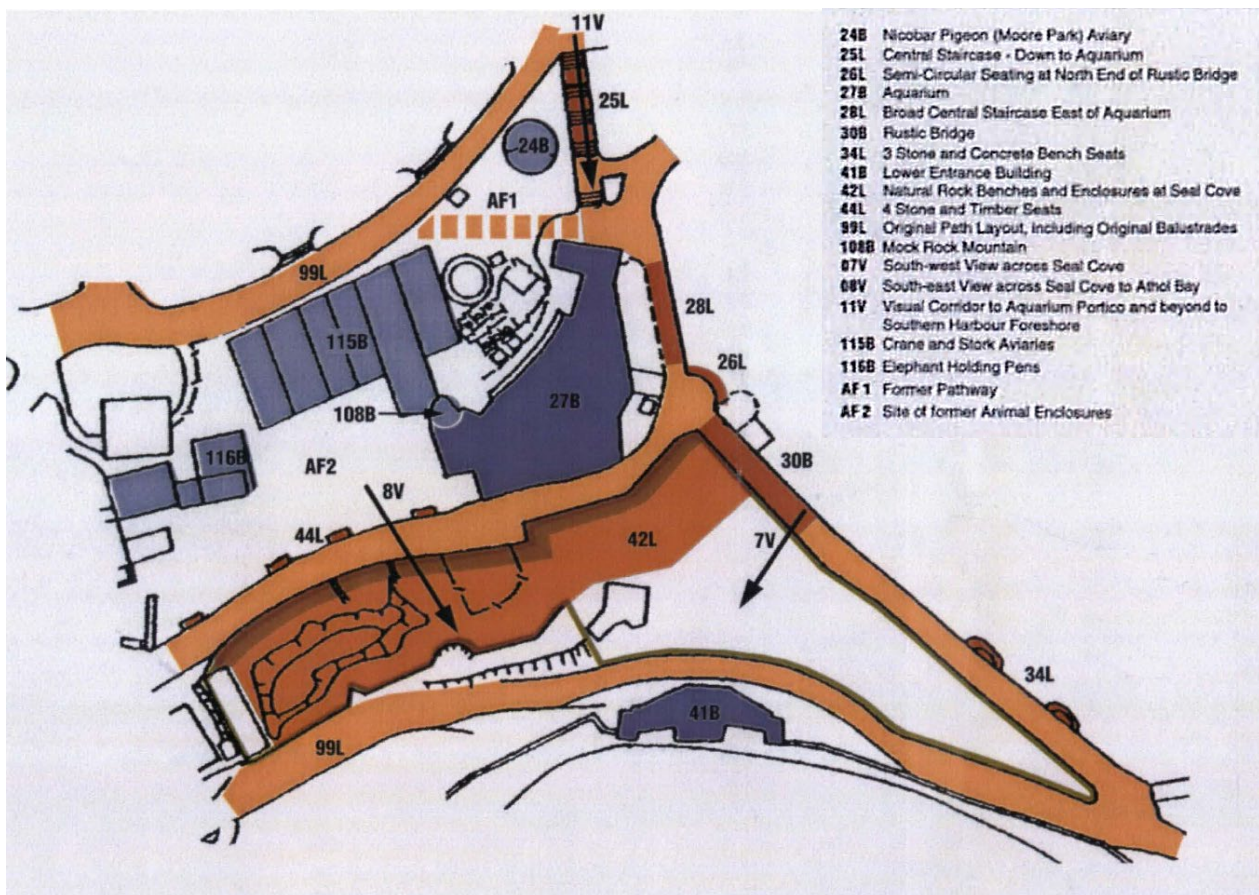 11V
24B Nicobar Pigeon (Moore Park) Aviary
25L Central Staircase - Down to Aquarium
26L Semi-Circular Seating at North End of Rustic Bridge
27B Aquarium
28L Broad Central Staircase East of Aquarium
30B Rustic Bridge
34L 3 Stone and Concrete Bench Seats
41B Lower Entrance Building
42L Natural Rock Benches and Enclosures at Seal Cove
44L 4 Stone and Timber Seats
99L Original Path Layout, Including Original Balustrades
108B Mock Rock Mountain
07V South-west View across Seal Cove
08V South-east View across Seal Cove to Athol Bay
11V Visual Corridor to Aquarium Portico and beyond to
Southern Harbour Foreshore
115B Crane and Stork Aviaries
116B Elephant Holding Pens
AF 1 Former Pathway
AF 2 Site of former Animal Enclosures
25L
24B
AF1
99L
28L
115B
26L
108B
27B
116B
AF2
30B
8V
44L
42L
7V
34L
41B
99L